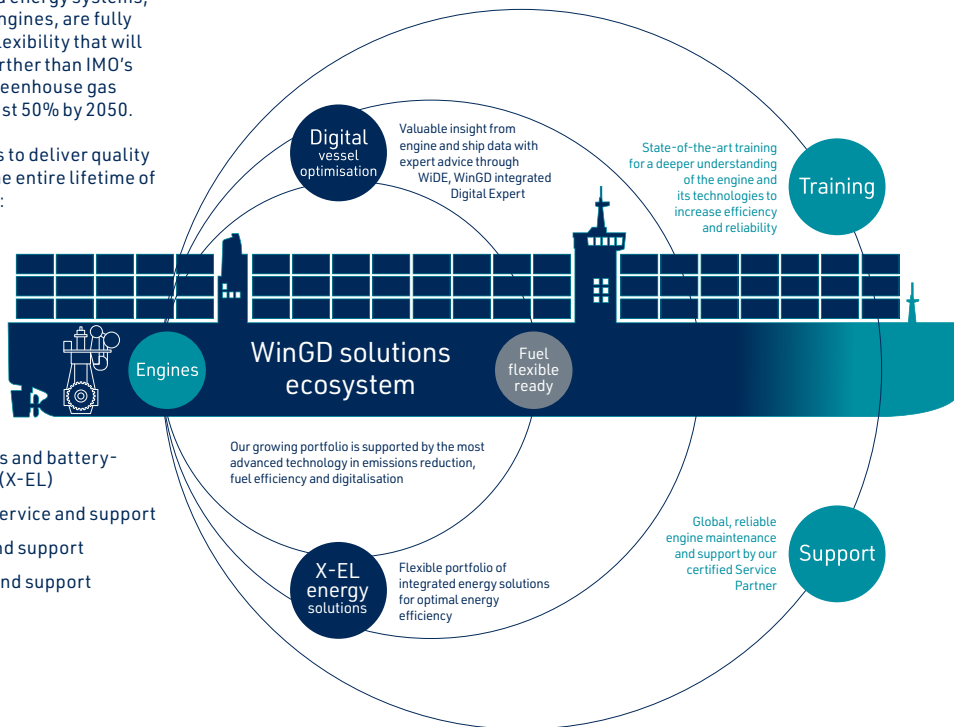 d energy systems,
ngines, are fully
lexibility that will
rther than IMO's
eenhouse gas
st 50% by 2050.
s to deliver quality
he entire lifetime of
:
Digital
vessel
optimisation
Valuable insight from
engine and ship data with
expert advice through
WiDE, WinGD integrated
Digital Expert
State-of-the-art training
for a deeper understanding
of the engine and
its technologies to
increase efficiency
and reliability
Training
Engines
WinGD solutions
ecosystem
Fuel
flexible
ready
Our growing portfolio is supported by the most
advanced technology in emissions reduction,
fuel efficiency and digitalisation
s and battery-
(X-EL)
ervice and support
nd support
nd support
X-EL
energy
solutions
Flexible portfolio of
integrated energy solutions
for optimal energy
efficiency
Global, reliable
engine maintenance
and support by our
certified Service
Partner
Support